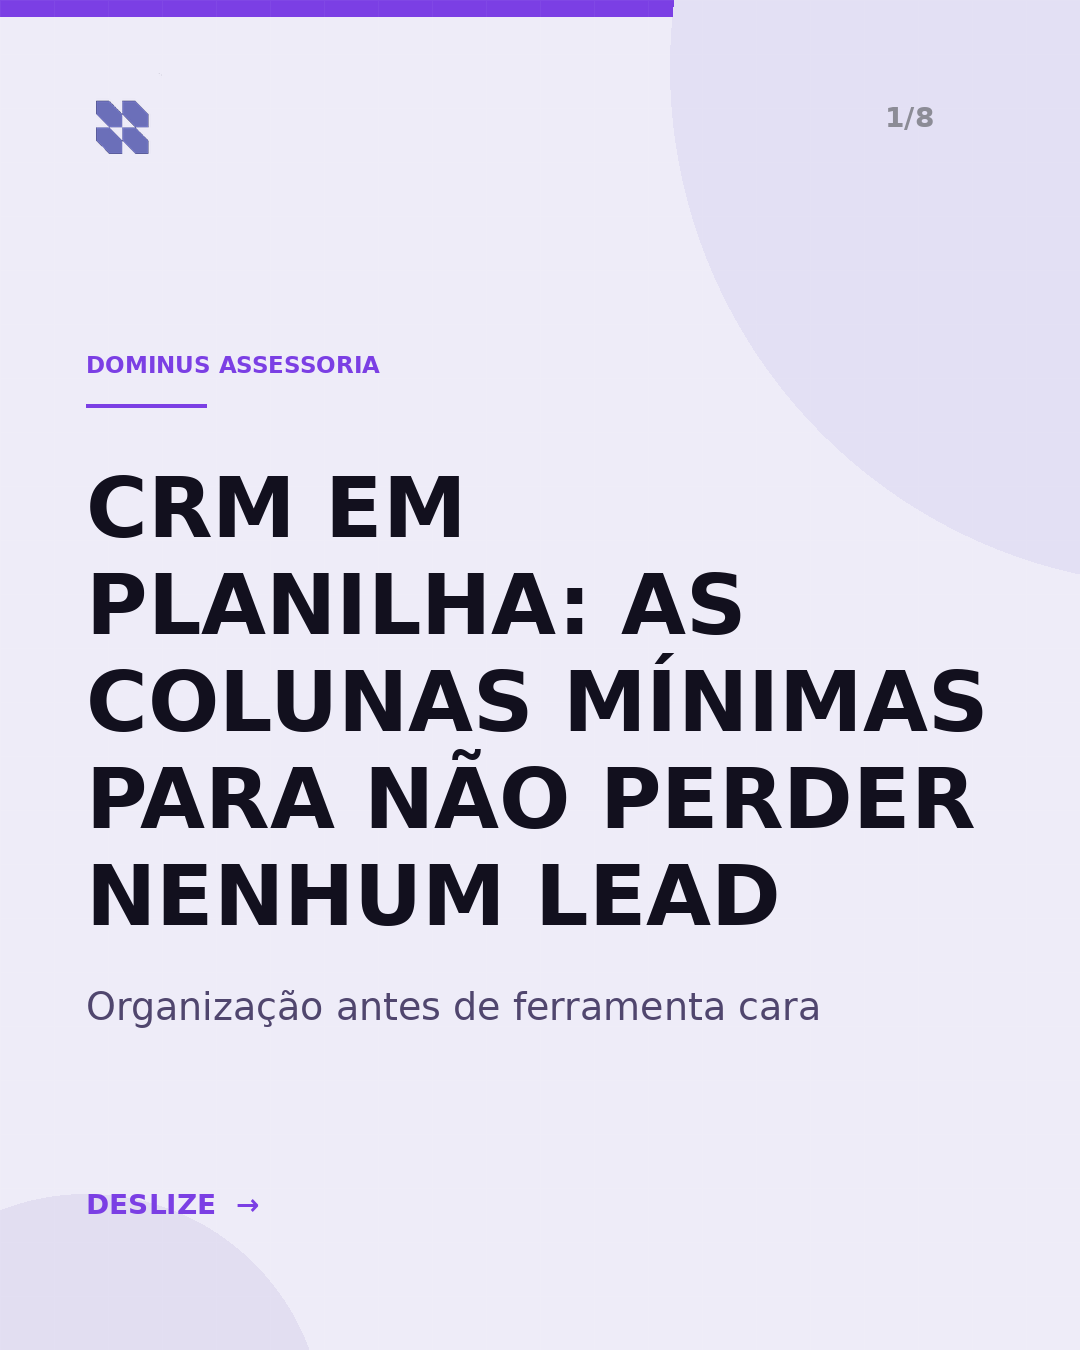 1/8
DOMINUS ASSESSORIA
CRM EM
PLANILHA: AS
COLUNAS MÍNIMAS
PARA NÃO PERDER
NENHUM LEAD
Organização antes de ferramenta cara
DESLIZE →